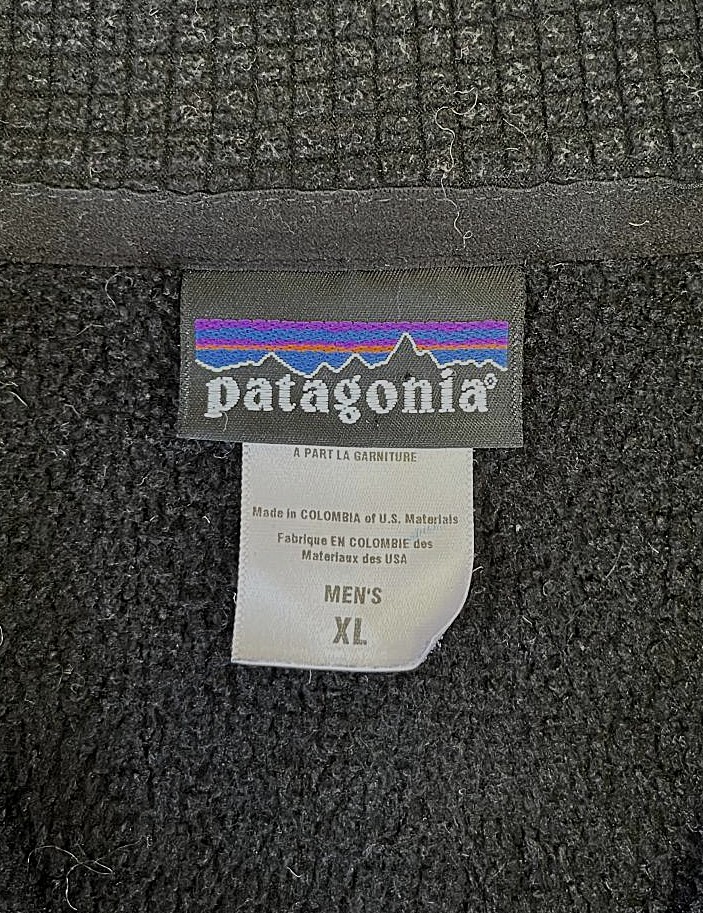 patagonia®
A PART LA GARNITURE
Made in COLOMBIA of U.S. Materials
Fabrique EN COLOMBIE des
Materiaux des USA
MEN'S
XL